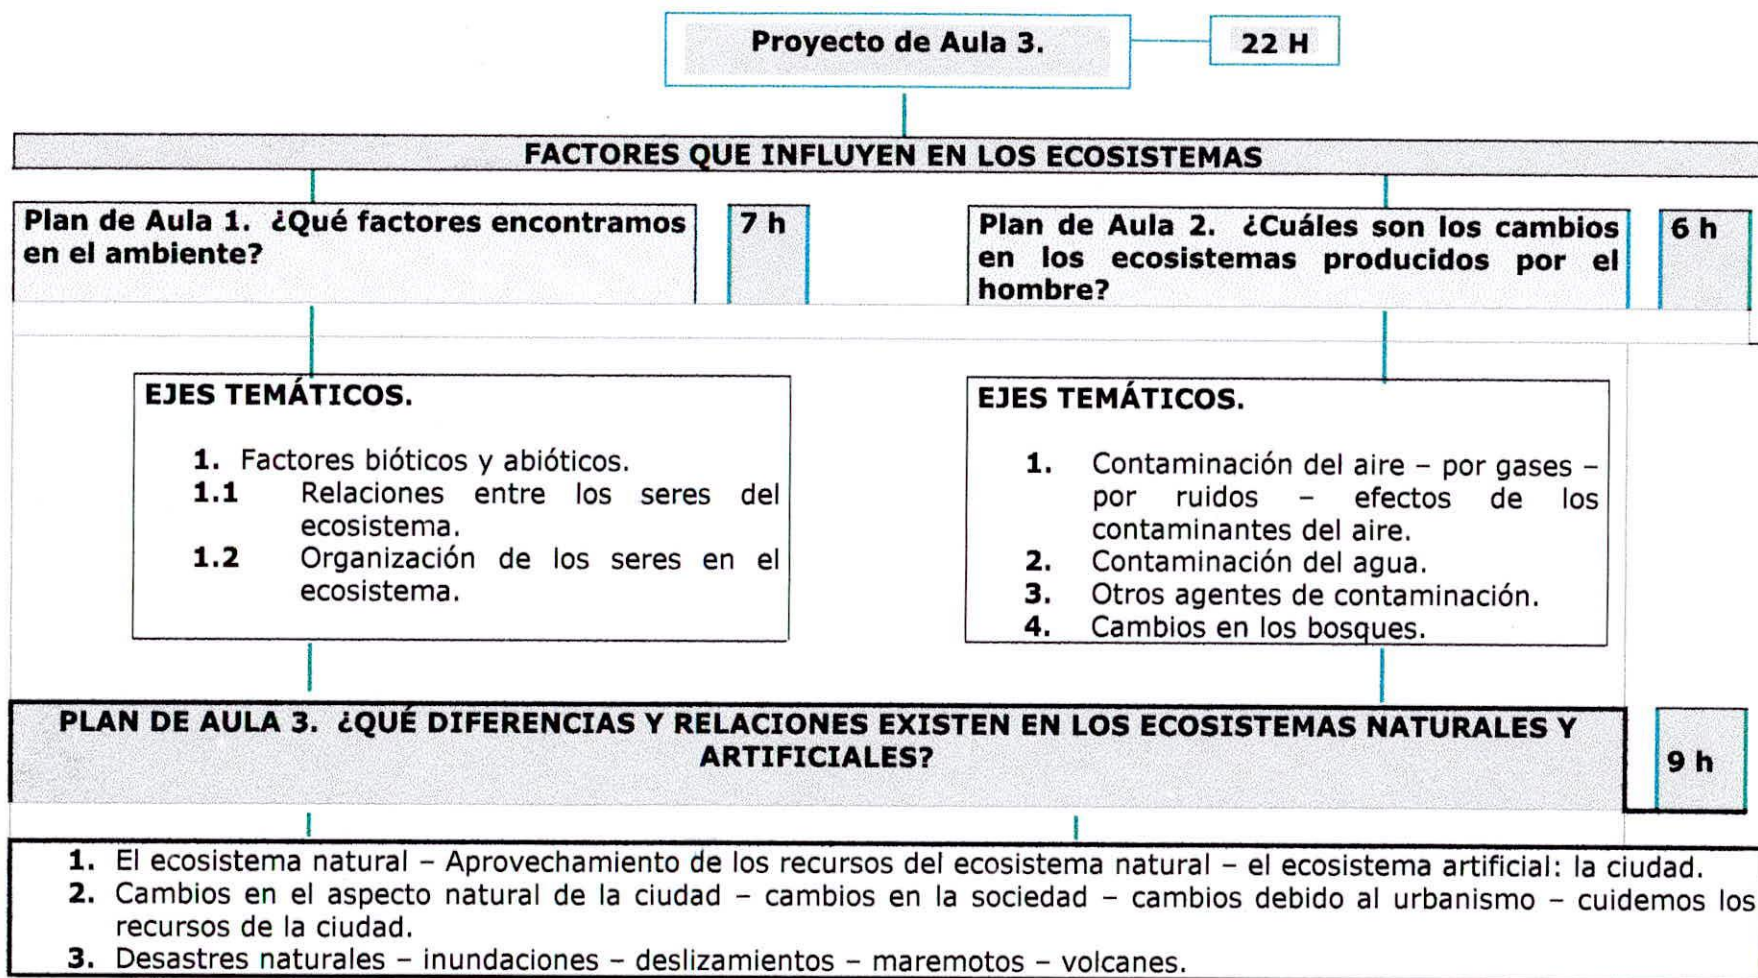 Proyecto de Aula 3.
22 H
FACTORES QUE INFLUYEN EN LOS ECOSISTEMAS
Plan de Aula 1. ¿Qué factores encontramos
en el ambiente?
7 h
Plan de Aula 2. ¿Cuáles son los cambios
en los ecosistemas producidos por el
hombre?
6 h
EJES TEMÁTICOS.
1. Factores bióticos y abióticos.
1.1 Relaciones entre los seres del
ecosistema.
1.2 Organización de los seres en el
ecosistema.
EJES TEMÁTICOS.
1. Contaminación del aire – por gases –
por ruidos – efectos de los
contaminantes del aire.
2. Contaminación del agua.
3. Otros agentes de contaminación.
4. Cambios en los bosques.
PLAN DE AULA 3. ¿QUÉ DIFERENCIAS Y RELACIONES EXISTEN EN LOS ECOSISTEMAS NATURALES Y
ARTIFICIALES?
9 h
1. El ecosistema natural – Aprovechamiento de los recursos del ecosistema natural – el ecosistema artificial: la ciudad.
2. Cambios en el aspecto natural de la ciudad – cambios en la sociedad – cambios debido al urbanismo – cuidemos los
recursos de la ciudad.
3. Desastres naturales – inundaciones – deslizamientos – maremotos – volcanes.